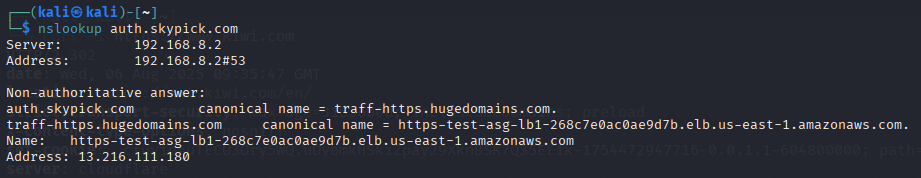 ┌──(kali㉿kali)-[~]
└─$ nslookup auth.skypick.com
Server:         192.168.8.2
Address:        192.168.8.2#53

Non-authoritative answer:
auth.skypick.com        canonical name = traff-https.hugedomains.com.
traff-https.hugedomains.com     canonical name = https-test-asg-lb1-268c7e0ac0ae9d7b.elb.us-east-1.amazonaws.com.
Name:   https-test-asg-lb1-268c7e0ac0ae9d7b.elb.us-east-1.amazonaws.com
Address: 13.216.111.180